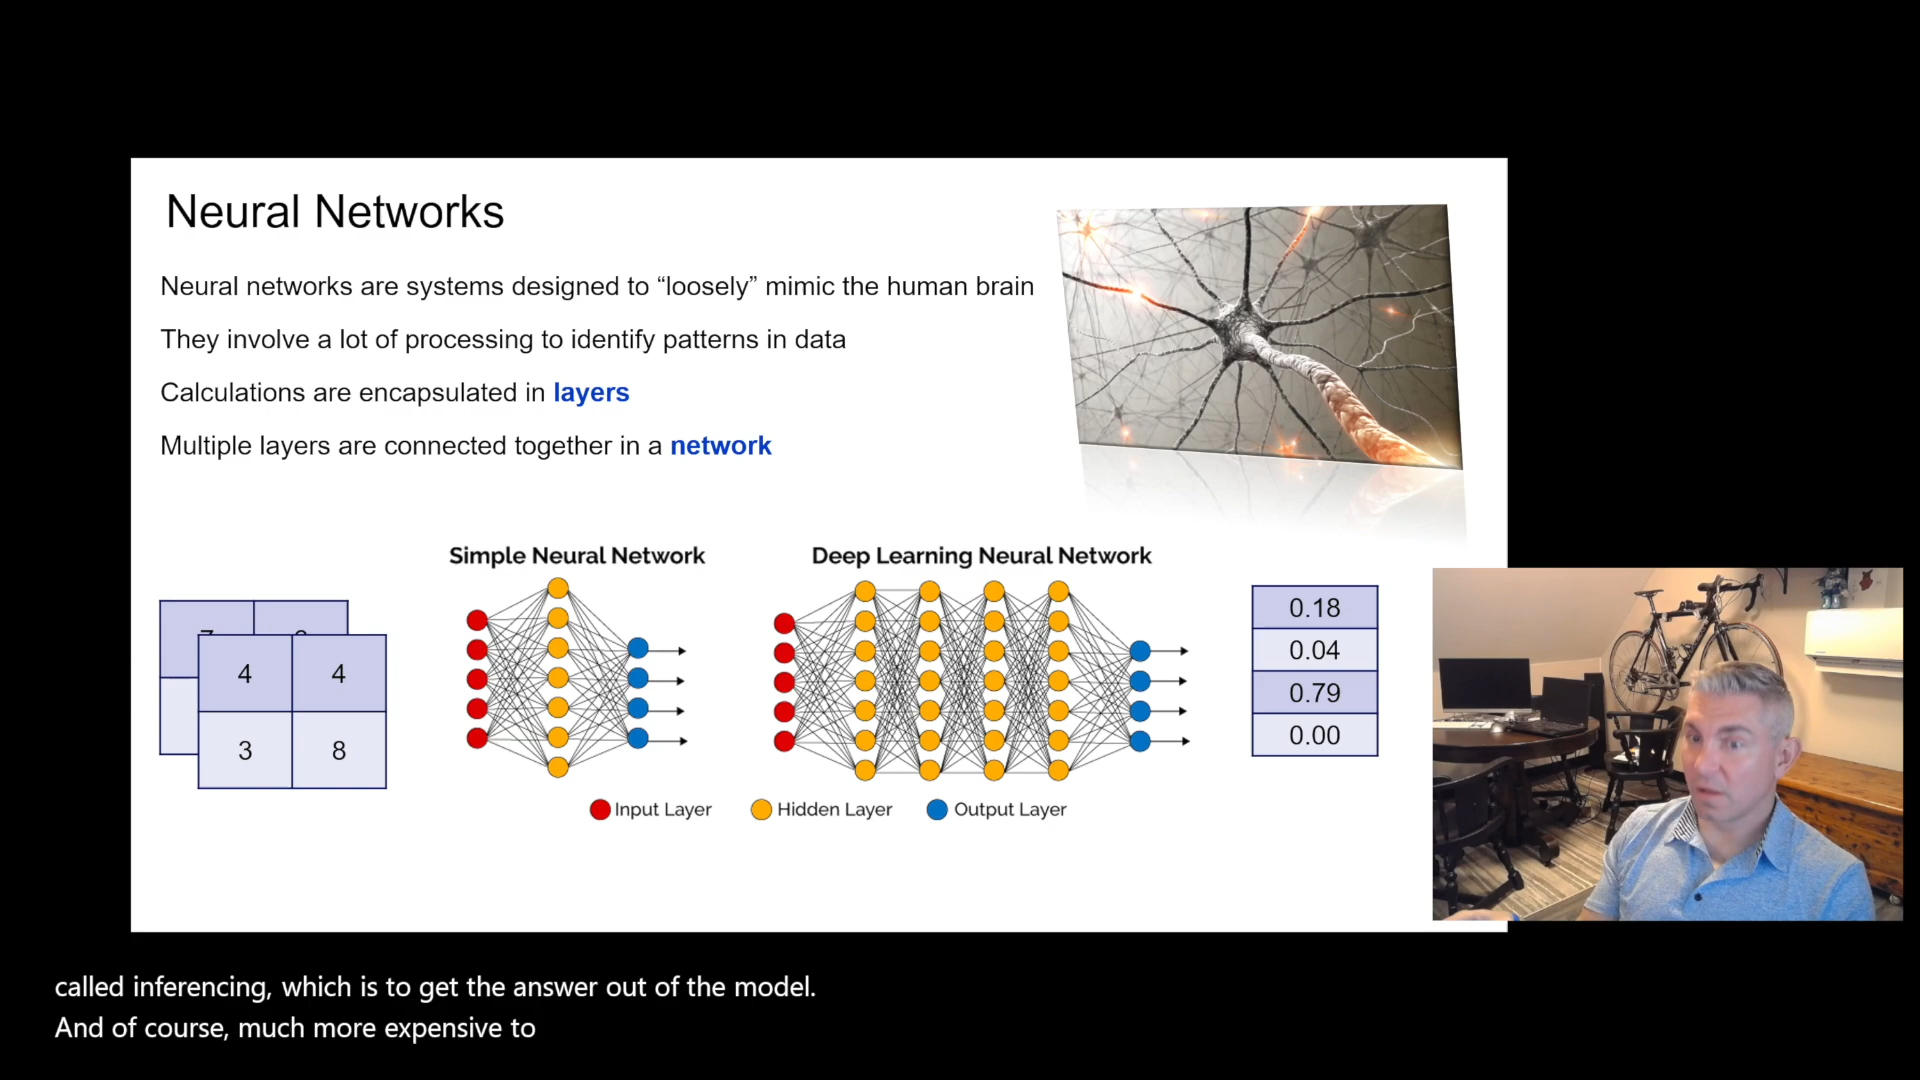 Neural Networks
Neural networks are systems designed to “loosely” mimic the human brain
They involve a lot of processing to identify patterns in data
Calculations are encapsulated in layers
Multiple layers are connected together in a network
Simple Neural Network
Deep Learning Neural Network
4 4
3 8
0.18
0.04
0.79
0.00
Input Layer Hidden Layer Output Layer
called inferencing, which is to get the answer out of the model.
And of course, much more expensive to